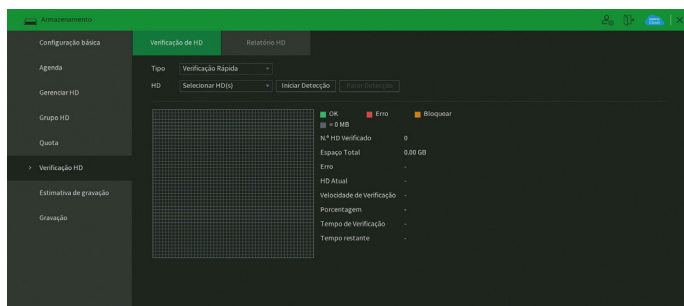 Armazenamento
Configuração básica
Agenda
Gerenciar HD
Grupo HD
Quota
> Verificação HD
Estimativa de gravação
Gravação
Verificação de HD Relatório HD
Tipo Verificação Rápida
HD Selecionar HD(s) Iniciar Detecção Parar Detecção
OK Erro Bloquear
= 0 MB
N.º HD Verificado 0
Espaço Total 0.00 GB
Erro -
HD Atual -
Velocidade de Verificação -
Porcentagem -
Tempo de Verificação -
Tempo restante -